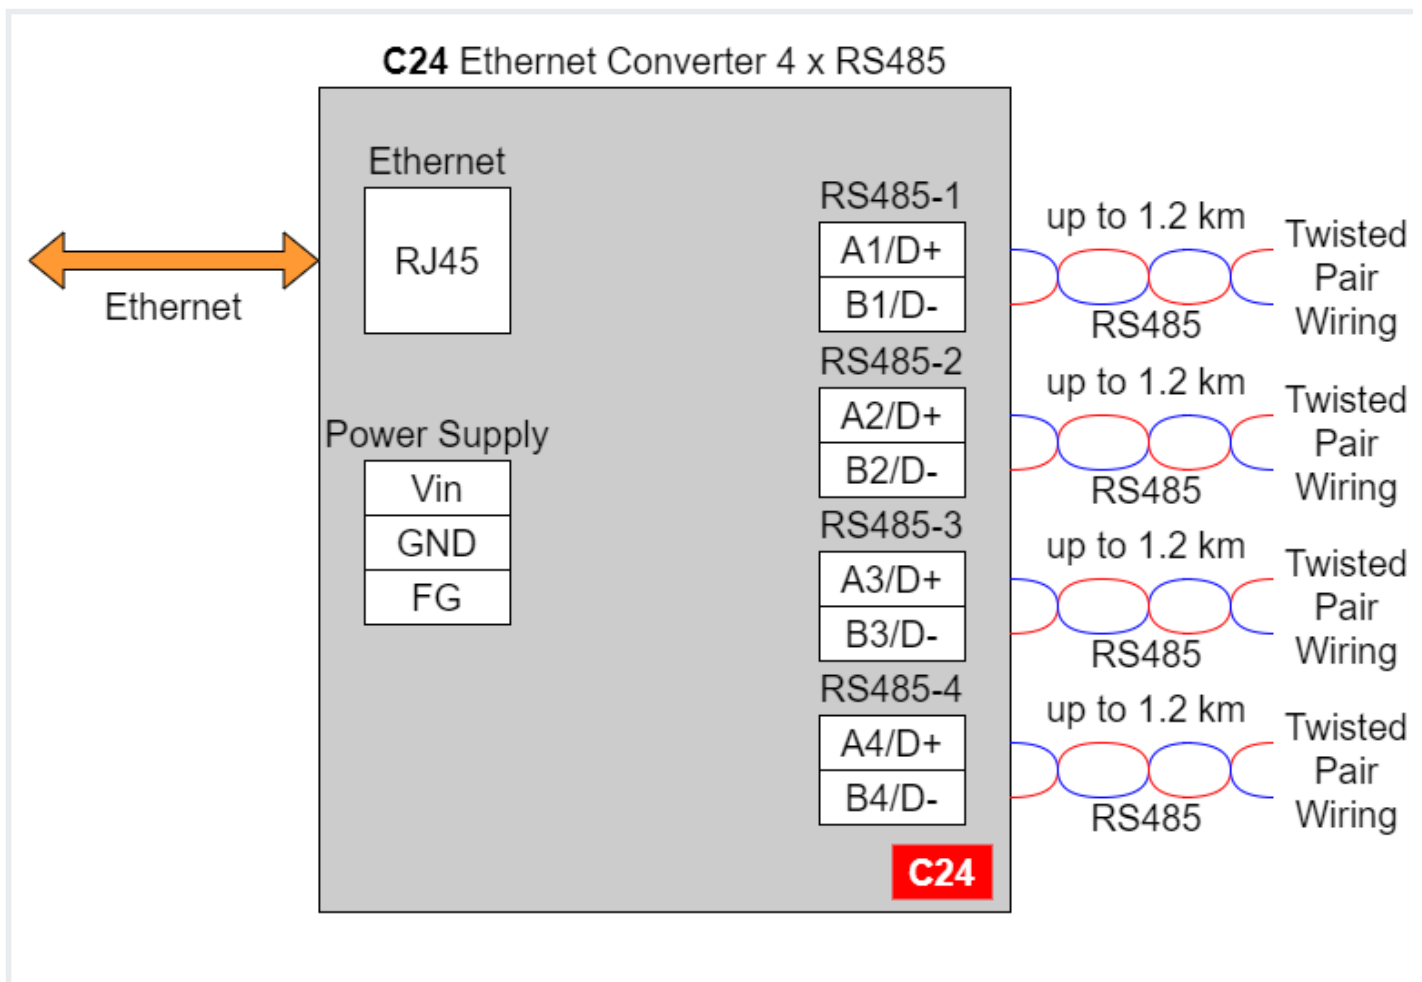 C24 Ethernet Converter 4 x RS485
Ethernet
RJ45
Ethernet
Power Supply
Vin
GND
FG
RS485-1
A1/D+
B1/D-
up to 1.2 km
RS485
Twisted
Pair
Wiring
RS485-2
A2/D+
B2/D-
up to 1.2 km
RS485
Twisted
Pair
Wiring
RS485-3
A3/D+
B3/D-
up to 1.2 km
RS485
Twisted
Pair
Wiring
RS485-4
A4/D+
B4/D-
up to 1.2 km
RS485
Twisted
Pair
Wiring
C24